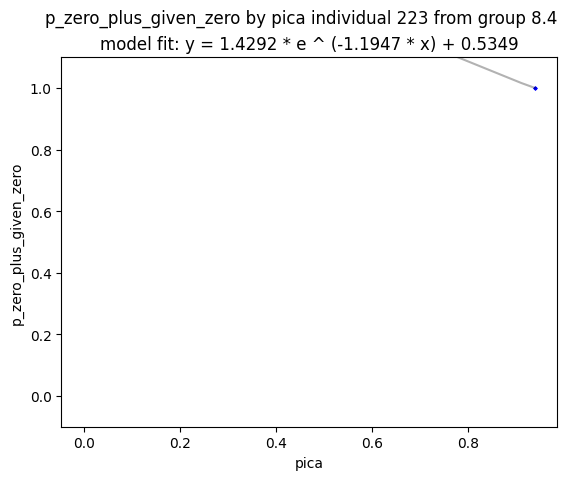 p_zero_plus_given_zero by pica individual 223 from group 8.4
model fit: y = 1.4292 * e ^ (-1.1947 * x) + 0.5349
1.0
0.8
0.6
0.4
0.2
0.0
p_zero_plus_given_zero
0.0 0.2 0.4 0.6 0.8
pica